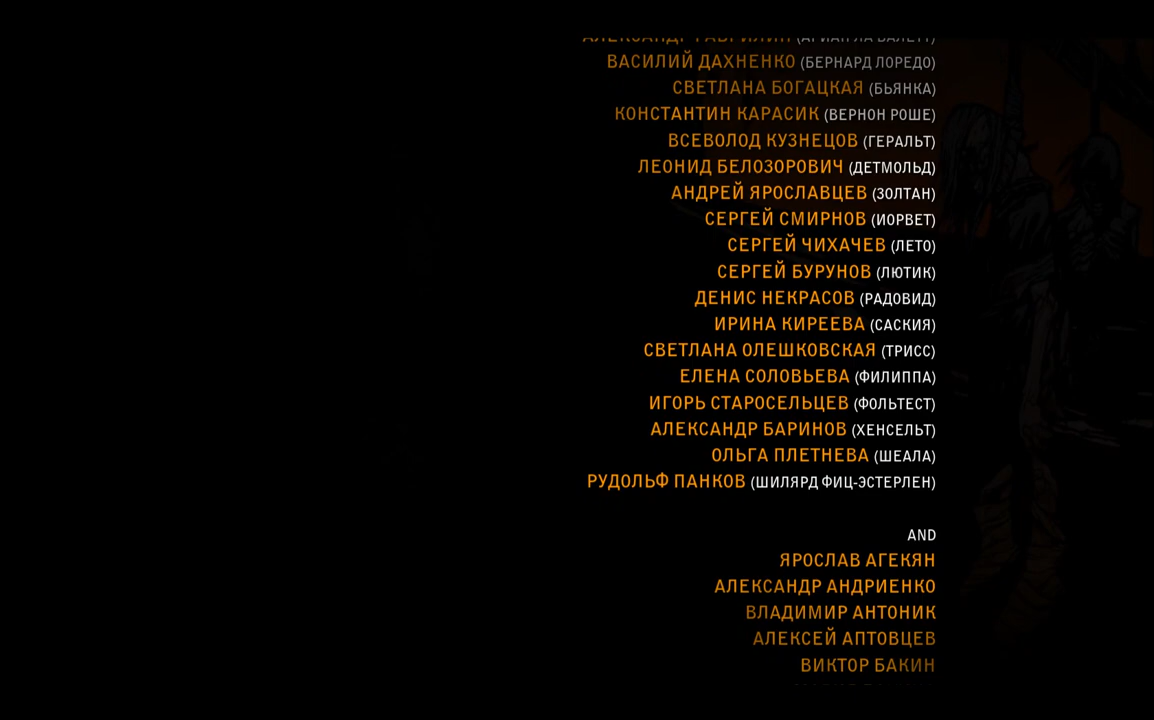 ВАСИЛИЙ ДАХНЕНКО (БЕРНАРД ЛОРЕДО)
СВЕТЛАНА БОГАЦКАЯ (БЬЯНКА)
КОНСТАНТИН КАРАСИК (ВЕРНОН РОШЕ)
ВСЕВОЛОД КУЗНЕЦОВ (ГЕРАЛЬТ)
ЛЕОНИД БЕЛОЗОРОВИЧ (ДЕТМОЛЬД)
АНДРЕЙ ЯРОСЛАВЦЕВ (ЗОЛТАН)
СЕРГЕЙ СМИРНОВ (ИОРВЕТ)
СЕРГЕЙ ЧИХАЧЕВ (ЛЕТО)
СЕРГЕЙ БУРУНОВ (ЛЮТИК)
ДЕНИС НЕКРАСОВ (РАДОВИД)
ИРИНА КИРЕЕВА (САСКИЯ)
СВЕТЛАНА ОЛЕШКОВСКАЯ (ТРИСС)
ЕЛЕНА СОЛОВЬЕВА (ФИЛИППА)
ИГОРЬ СТАРОСЕЛЬЦЕВ (ФОЛЬТЕСТ)
АЛЕКСАНДР БАРИНОВ (ХЕНСЕЛЬТ)
ОЛЬГА ПЛЕТНЕВА (ШЕАЛА)
РУДОЛЬФ ПАНКОВ (ШИЛЯРД ФИЦ-ЭСТЕРЛЕН)
AND
ЯРОСЛАВ АГЕКЯН
АЛЕКСАНДР АНДРИЕНКО
ВЛАДИМИР АНТОНИК
АЛЕКСЕЙ АПТОВЦЕВ
ВИКТОР БАКИН